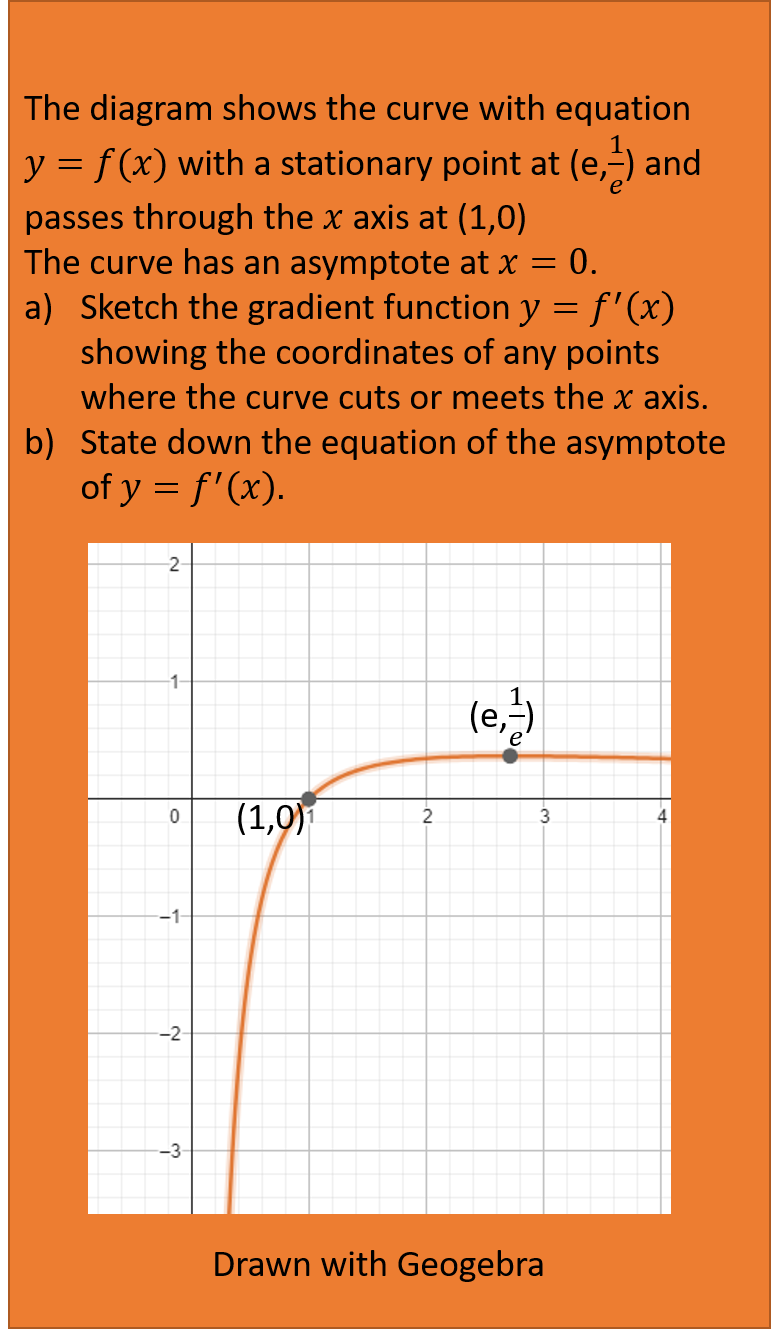 The diagram shows the curve with equation
y = f(x) with a stationary point at (e,1/e) and
passes through the x axis at (1,0)
The curve has an asymptote at x = 0.
a) Sketch the gradient function y = f′(x)
showing the coordinates of any points
where the curve cuts or meets the x axis.
b) State down the equation of the asymptote
of y = f′(x).
2
1
(e,1/e)
0
(1,0)
1
2
3
4
−1
−2
−3
Drawn with Geogebra